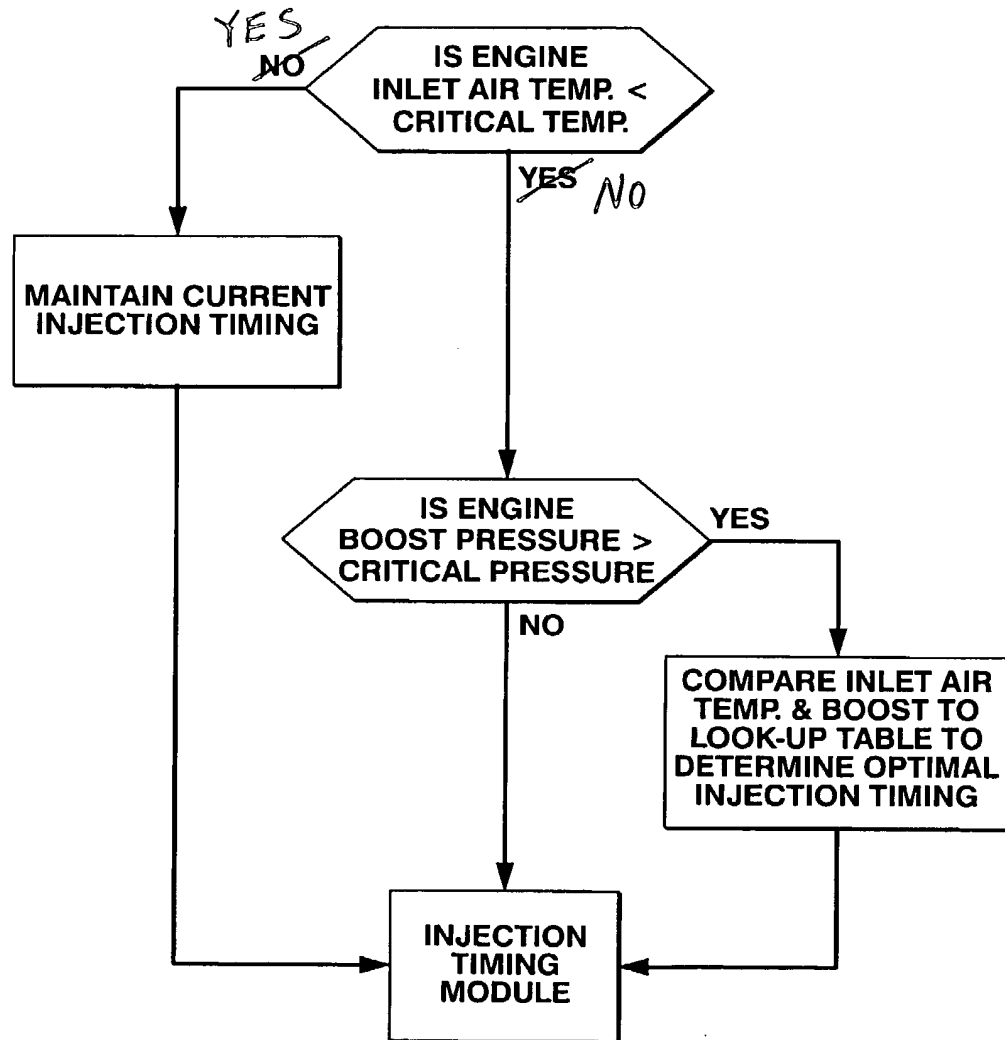 YES
NO
IS ENGINE
INLET AIR TEMP. <
CRITICAL TEMP.
YES NO
MAINTAIN CURRENT
INJECTION TIMING
IS ENGINE
BOOST PRESSURE >
CRITICAL PRESSURE
YES
NO
COMPARE INLET AIR
TEMP. & BOOST TO
LOOK-UP TABLE TO
DETERMINE OPTIMAL
INJECTION TIMING
INJECTION
TIMING
MODULE